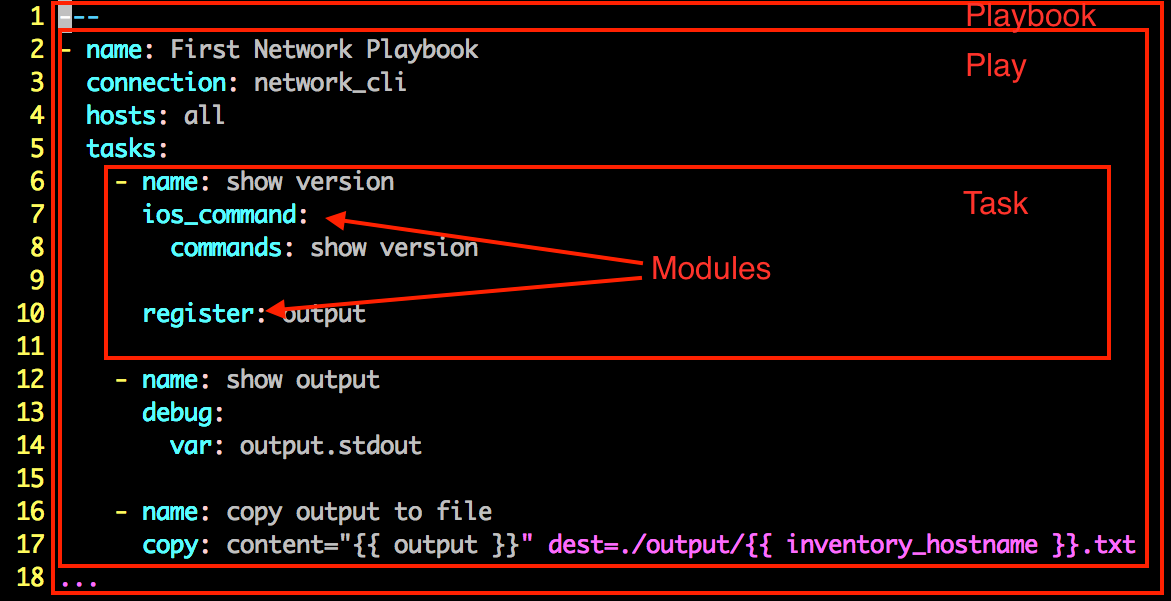 1 --- Playbook
2 - name: First Network Playbook
3 connection: network_cli Play
4 hosts: all
5 tasks:
6 - name: show version
7 ios_command: Task
8 commands: show version
9 Modules
10 register: output
11
12 - name: show output
13 debug:
14 var: output.stdout
15
16 - name: copy output to file
17 copy: content="{{ output }}" dest=./output/{{ inventory_hostname }}.txt
18 ...